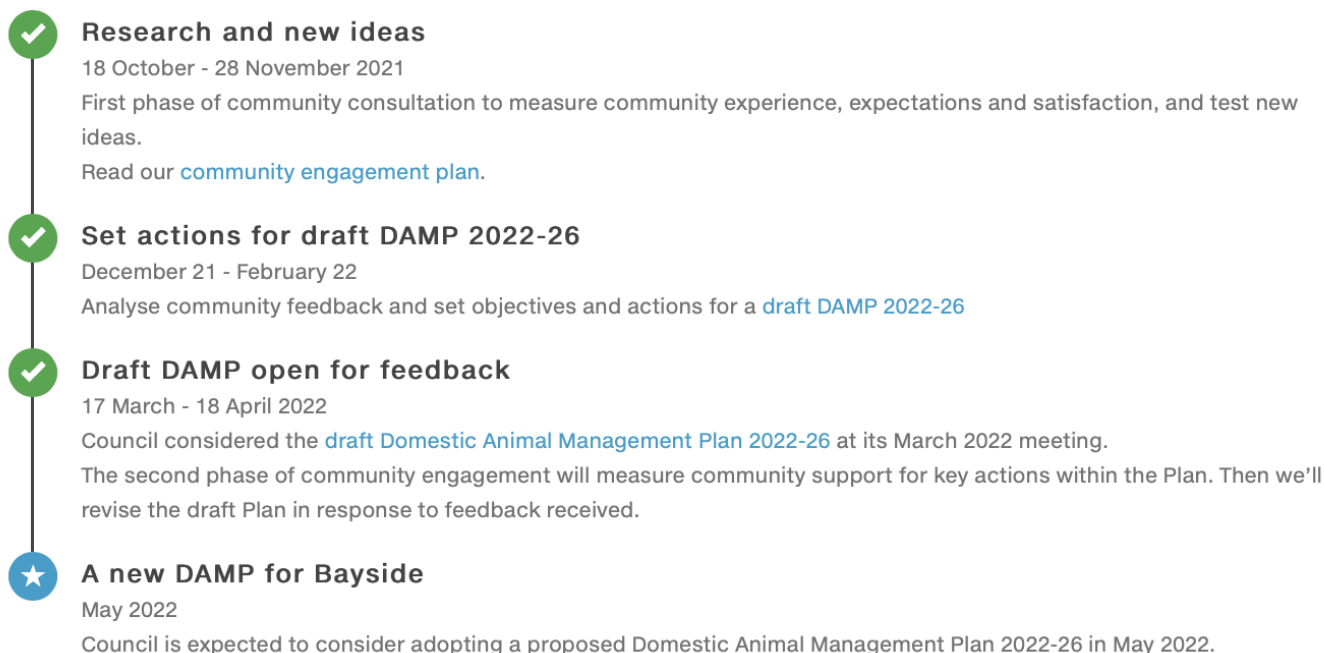 Research and new ideas
18 October - 28 November 2021
First phase of community consultation to measure community experience, expectations and satisfaction, and test new
ideas.
Read our community engagement plan.
Set actions for draft DAMP 2022-26
December 21 - February 22
Analyse community feedback and set objectives and actions for a draft DAMP 2022-26
Draft DAMP open for feedback
17 March - 18 April 2022
Council considered the draft Domestic Animal Management Plan 2022-26 at its March 2022 meeting.
The second phase of community engagement will measure community support for key actions within the Plan. Then we’ll
revise the draft Plan in response to feedback received.
A new DAMP for Bayside
May 2022
Council is expected to consider adopting a proposed Domestic Animal Management Plan 2022-26 in May 2022.